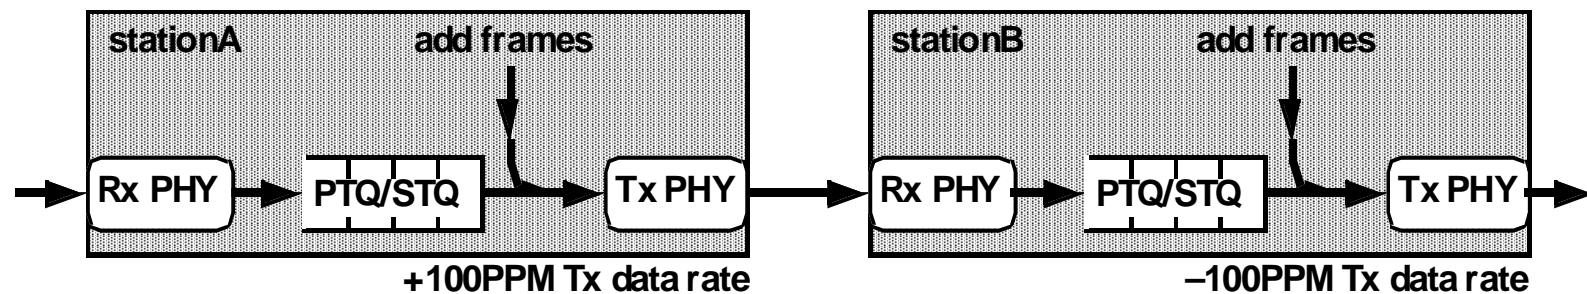 stationA add frames stationB add frames
Rx PHY PTQ/STQ Tx PHY Rx PHY PTQ/STQ Tx PHY
+100PPM Tx data rate –100PPM Tx data rate